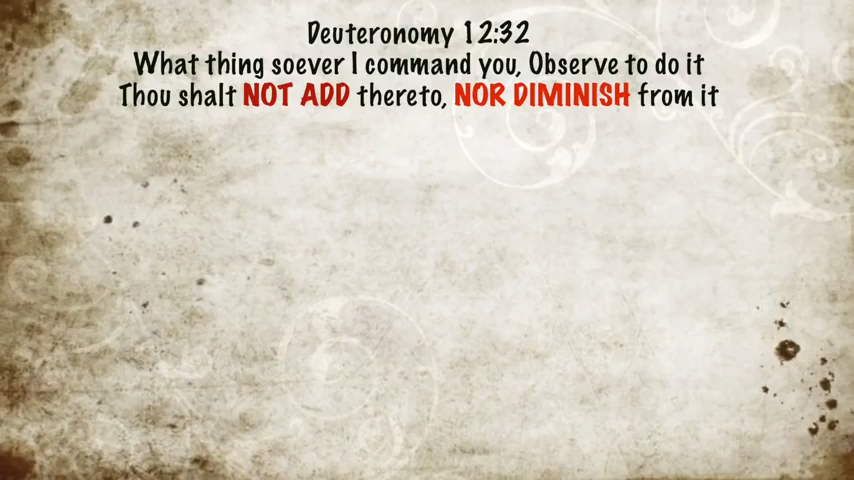 Deuteronomy 12:32
What thing soever I command you, Observe to do it
Thou shalt NOT ADD thereto, NOR DIMINISH from it